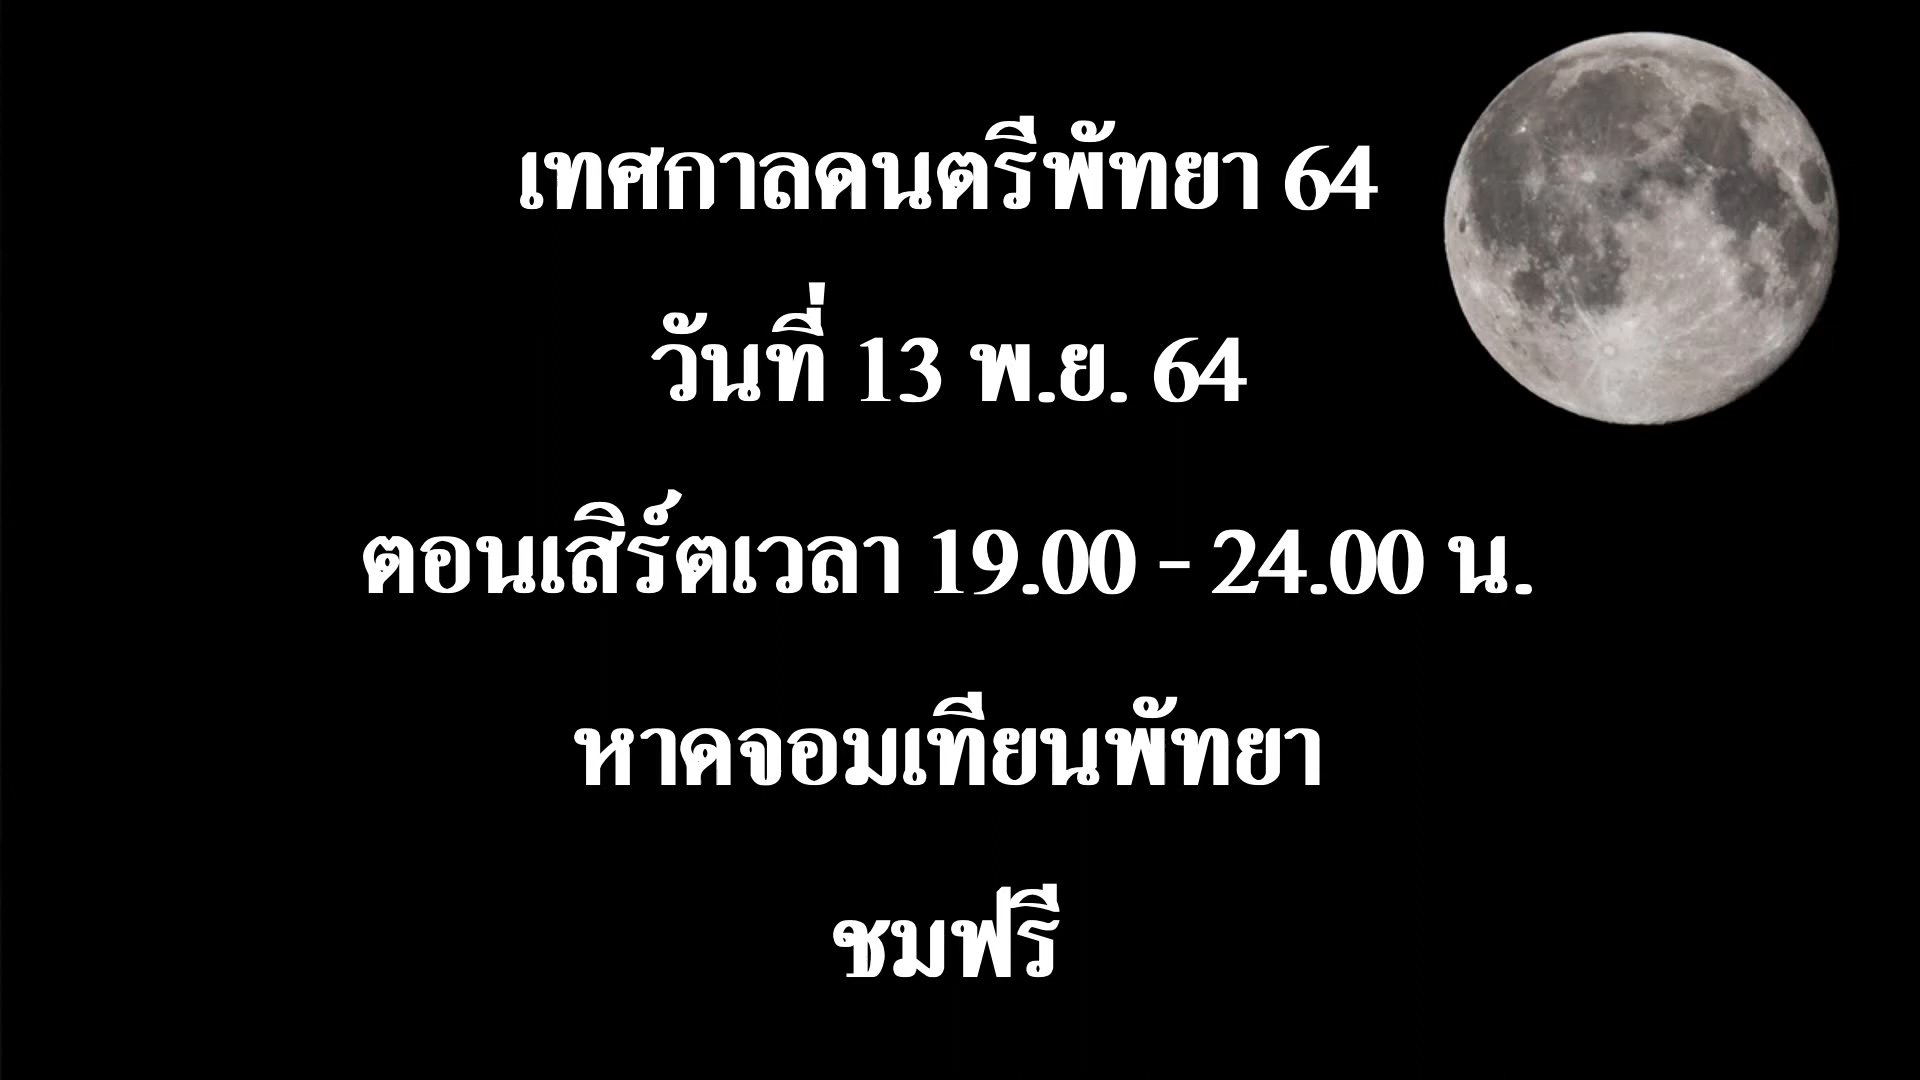 เทศกาลดนตรีพัทยา 64
วันที่ 13 พ.ย. 64
ตอนเสิร์ตเวลา 19.00 - 24.00 น.
หาดจอมเทียนพัทยา
ชมฟรี